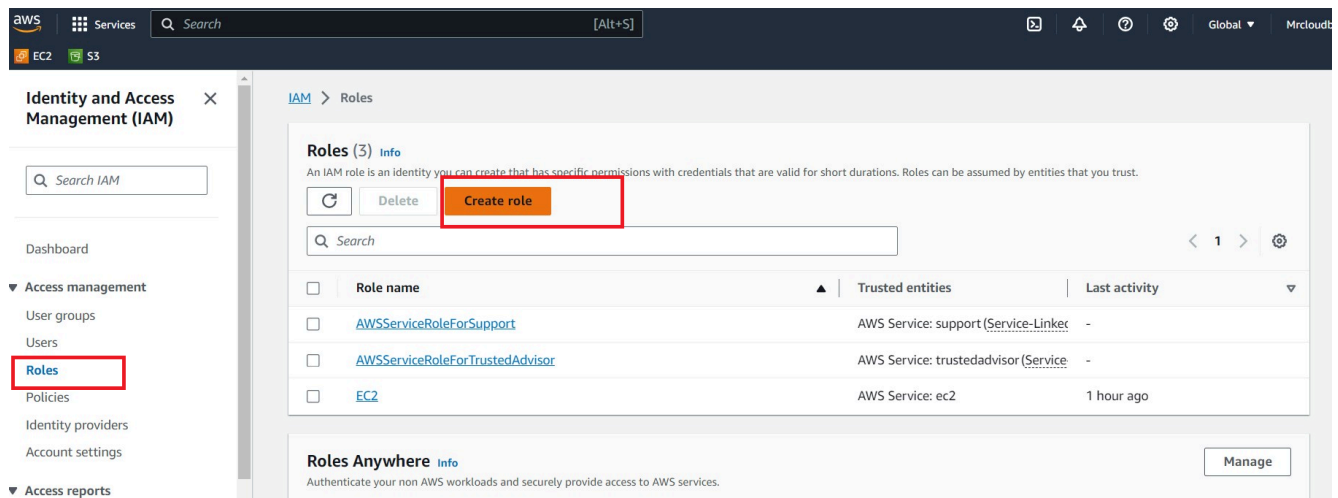 aws Services Search [Alt+S] Global Mrcloudb
EC2 S3
Identity and Access
Management (IAM)
Search IAM
Dashboard
Access management
User groups
Users
Roles
Policies
Identity providers
Account settings
Access reports
IAM > Roles
Roles (3) Info
An IAM role is an identity you can create that has specific permissions with credentials that are valid for short durations. Roles can be assumed by entities that you trust.
Delete Create role
Search 1
Role name Trusted entities Last activity
AWSServiceRoleForSupport AWS Service: support (Service-Linked -
AWSServiceRoleForTrustedAdvisor AWS Service: trustedadvisor (Service- -
EC2 AWS Service: ec2 1 hour ago
Roles Anywhere Info Manage
Authenticate your non AWS workloads and securely provide access to AWS services.